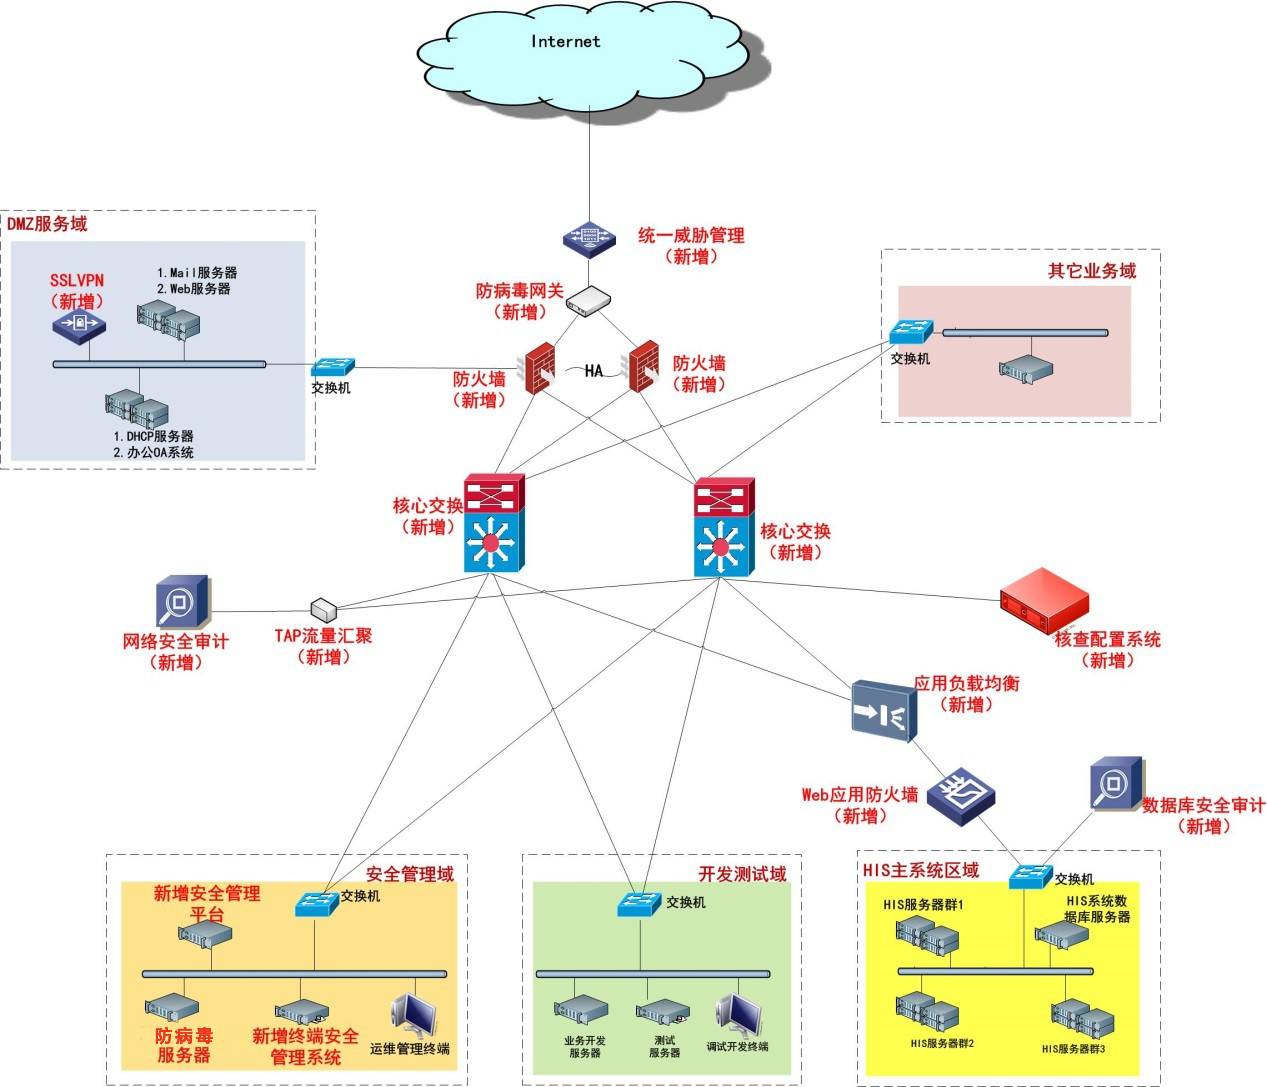 Internet
统一威胁管理
（新增）
防病毒网关
（新增）
防火墙
（新增）
HA
防火墙
（新增）
DMZ服务域
SSLVPN
（新增）
1.Mail服务器
2.Web服务器
1.DHCP服务器
2.办公OA系统
交换机
其它业务域
交换机
核心交换
（新增）
核心交换
（新增）
网络安全审计
（新增）
TAP流量汇聚
（新增）
核查配置系统
（新增）
应用负载均衡
（新增）
Web应用防火墙
（新增）
数据库安全审计
（新增）
安全管理域
新增安全管理
平台
交换机
防病毒
服务器
新增终端安全
管理系统
运维管理终端
开发测试域
交换机
业务开发
服务器
测试
服务器
调试开发终端
HIS主系统区域
交换机
HIS服务器群1
HIS系统数
据库服务器
HIS服务器群2
HIS服务器群3